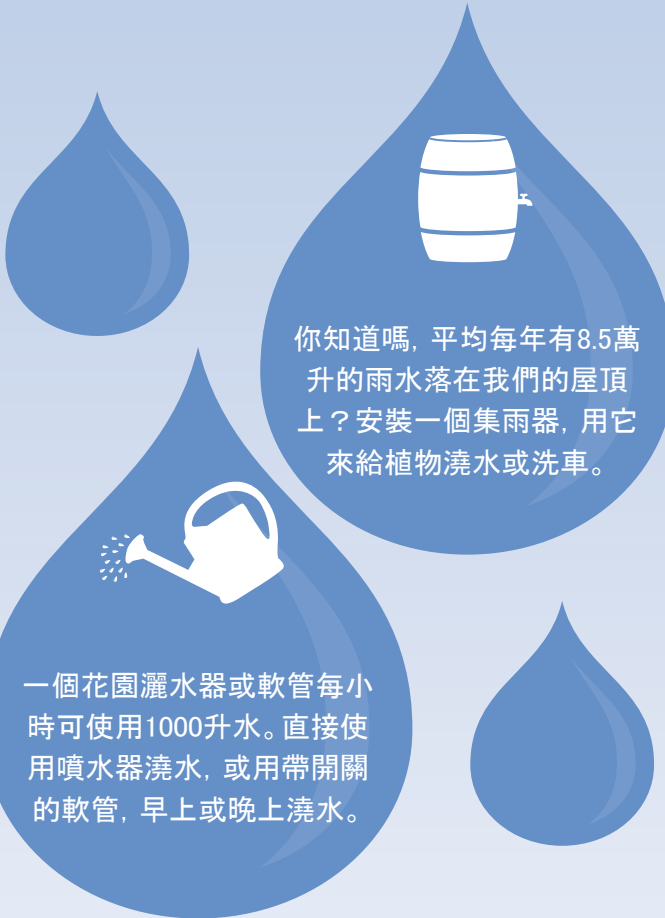 你知道嗎, 平均每年有8.5萬
升的雨水落在我們的屋頂
上？安裝一個集雨器, 用它
來給植物澆水或洗車。
一個花園灑水器或軟管每小
時可使用1000升水。直接使
用噴水器澆水, 或用帶開關
的軟管, 早上或晚上澆水。